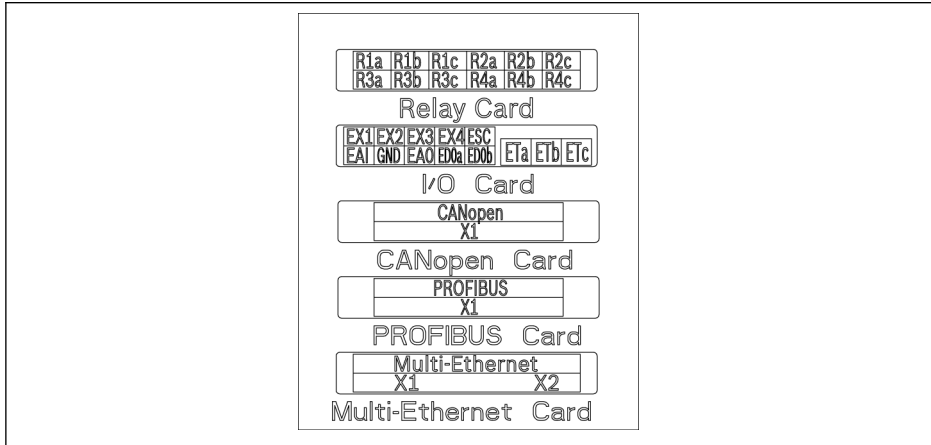 R1a R1b R1c R2a R2b R2c
R3a R3b R3c R4a R4b R4c
Relay Card
EX1 EX2 EX3 EX4 ESC
EAI GND EAO EDOa EDOb ETa ETb ETc
I/O Card
CANopen
X1
CANopen Card
PROFIBUS
X1
PROFIBUS Card
Multi-Ethernet
X1 X2
Multi-Ethernet Card